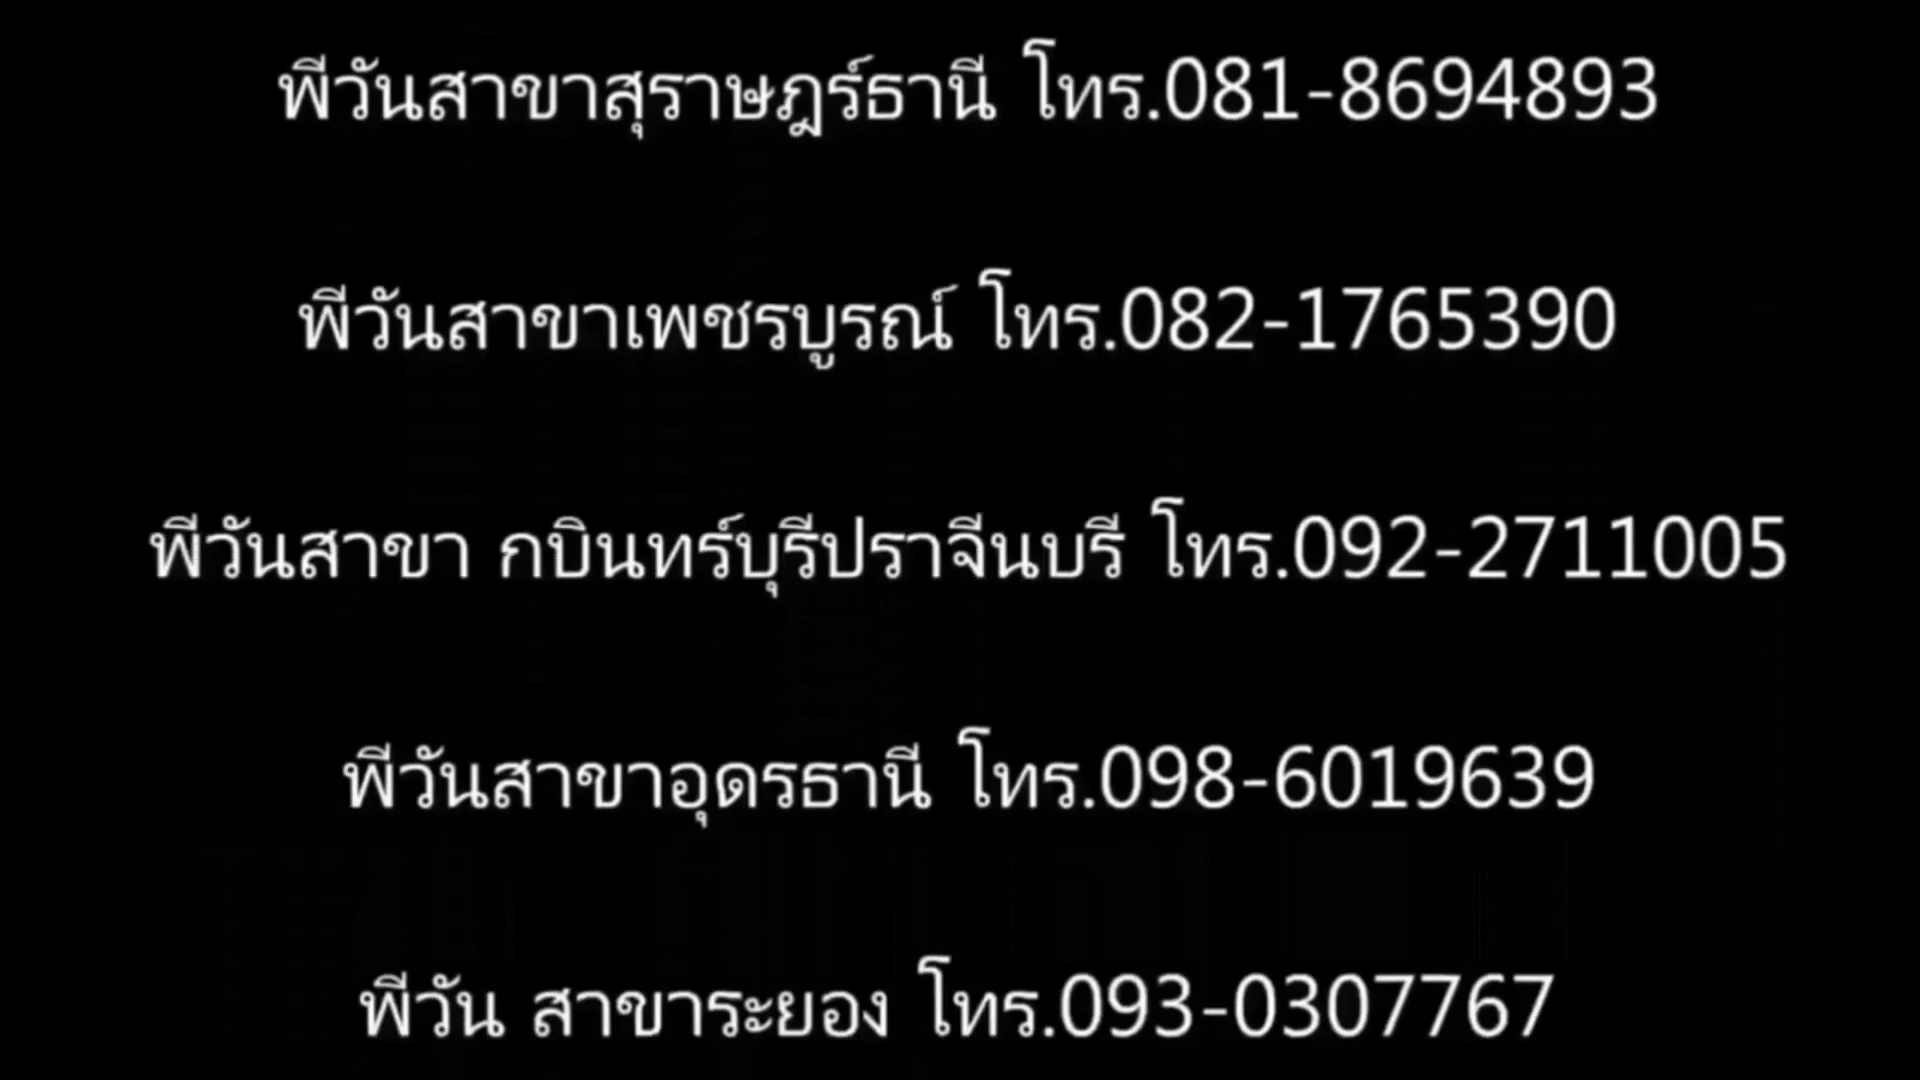 พีวันสาขาสุราษฎร์ธานี โทร.081-8694893
พีวันสาขาเพชรบูรณ์ โทร.082-1765390
พีวันสาขา กบินทร์บุรีปราจีนบรี โทร.092-2711005
พีวันสาขาอุดรธานี โทร.098-6019639
พีวัน สาขาระยอง โทร.093-0307767